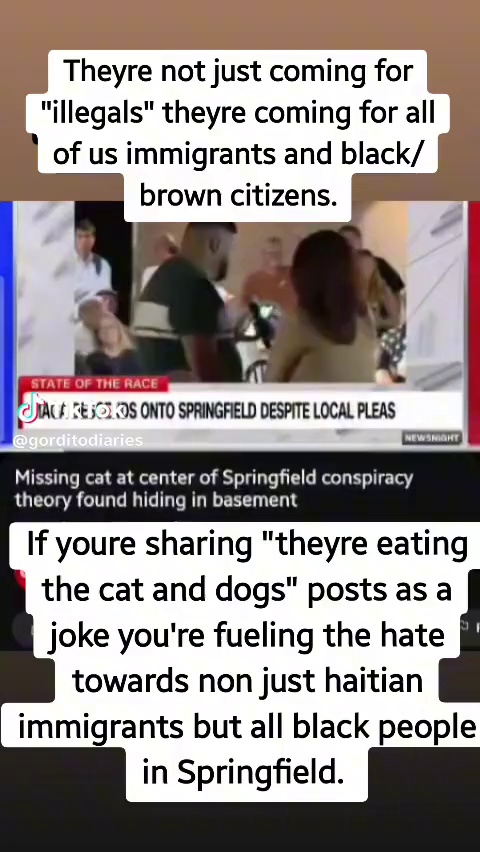 Theyre not just coming for
"illegals" theyre coming for all
of us immigrants and black/
brown citizens.
STATE OF THE RACE
ONTO SPRINGFIELD DESPITE LOCAL PLEAS
NEWSNIGHT
@gorditodiaries
Missing cat at center of Springfield conspiracy
theory found hiding in basement
If youre sharing "theyre eating
the cat and dogs" posts as a
joke you're fueling the hate
towards non just haitian
immigrants but all black people
in Springfield.